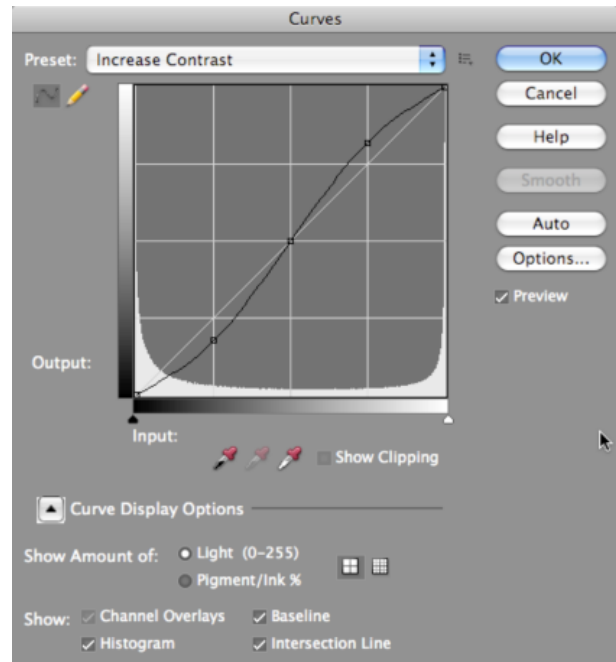 Curves
Preset: Increase Contrast
OK
Cancel
Help
Smooth
Auto
Options...
Preview
Output:
Input:
Show Clipping
Curve Display Options
Show Amount of: Light (0-255)
Pigment/Ink %
Show: Channel Overlays Baseline
Histogram Intersection Line